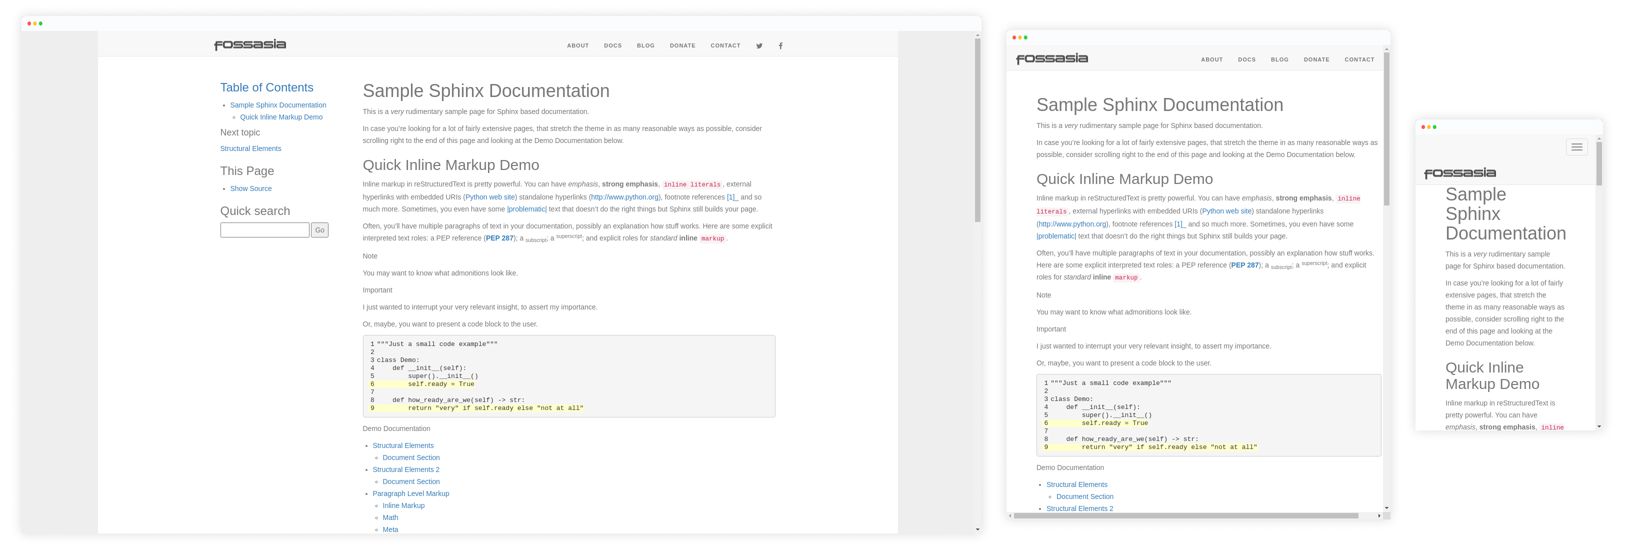 fossasia
ABOUT DOCS BLOG DONATE CONTACT
Table of Contents
Sample Sphinx Documentation
Quick Inline Markup Demo
Next topic
Structural Elements
This Page
Show Source
Quick search
Go
Sample Sphinx Documentation
This is a very rudimentary sample page for Sphinx based documentation.
In case you're looking for a lot of fairly extensive pages, that stretch the theme in as many reasonable ways as possible, consider
scrolling right to the end of this page and looking at the Demo Documentation below.
Quick Inline Markup Demo
Inline markup in reStructuredText is pretty powerful. You can have emphasis, strong emphasis, inline literals, external
hyperlinks with embedded URIs (Python web site) standalone hyperlinks (http://www.python.org), footnote references [1]_ and so
much more. Sometimes, you even have some |problematic| text that doesn't do the right things but Sphinx still builds your page.
Often, you'll have multiple paragraphs of text in your documentation, possibly an explanation how stuff works. Here are some explicit
interpreted text roles: a PEP reference (PEP 287); a subscript; a superscript; and explicit roles for standard inline markup.
Note
You may want to know what admonitions look like.
Important
I just wanted to interrupt your very relevant insight, to assert my importance.
Or, maybe, you want to present a code block to the user.
1 """Just a small code example"""
2
3 class Demo:
4     def __init__(self):
5         super().__init__()
6         self.ready = True
7
8     def how_ready_are_we(self) -> str:
9         return "very" if self.ready else "not at all"
Demo Documentation
Structural Elements
Document Section
Structural Elements 2
Document Section
Paragraph Level Markup
Inline Markup
Math
Meta
fossasia
ABOUT DOCS BLOG DONATE CONTACT
Sample Sphinx Documentation
This is a very rudimentary sample page for Sphinx based documentation.
In case you're looking for a lot of fairly extensive pages, that stretch the theme in as many reasonable ways as
possible, consider scrolling right to the end of this page and looking at the Demo Documentation below.
Quick Inline Markup Demo
Inline markup in reStructuredText is pretty powerful. You can have emphasis, strong emphasis, inline
literals, external hyperlinks with embedded URIs (Python web site) standalone hyperlinks
(http://www.python.org), footnote references [1]_ and so much more. Sometimes, you even have some
|problematic| text that doesn't do the right things but Sphinx still builds your page.
Often, you'll have multiple paragraphs of text in your documentation, possibly an explanation how stuff works.
Here are some explicit interpreted text roles: a PEP reference (PEP 287); a subscript; a superscript; and explicit
roles for standard inline markup.
Note
You may want to know what admonitions look like.
Important
I just wanted to interrupt your very relevant insight, to assert my importance.
Or, maybe, you want to present a code block to the user.
1 """Just a small code example"""
2
3 class Demo:
4     def __init__(self):
5         super().__init__()
6         self.ready = True
7
8     def how_ready_are_we(self) -> str:
9         return "very" if self.ready else "not at all"
Demo Documentation
Structural Elements
Document Section
Structural Elements 2
fossasia
Sample
Sphinx
Documentation
This is a very rudimentary sample
page for Sphinx based documentation.
In case you're looking for a lot of fairly
extensive pages, that stretch the
theme in as many reasonable ways as
possible, consider scrolling right to the
end of this page and looking at the
Demo Documentation below.
Quick Inline
Markup Demo
Inline markup in reStructuredText is
pretty powerful. You can have
emphasis, strong emphasis, inline